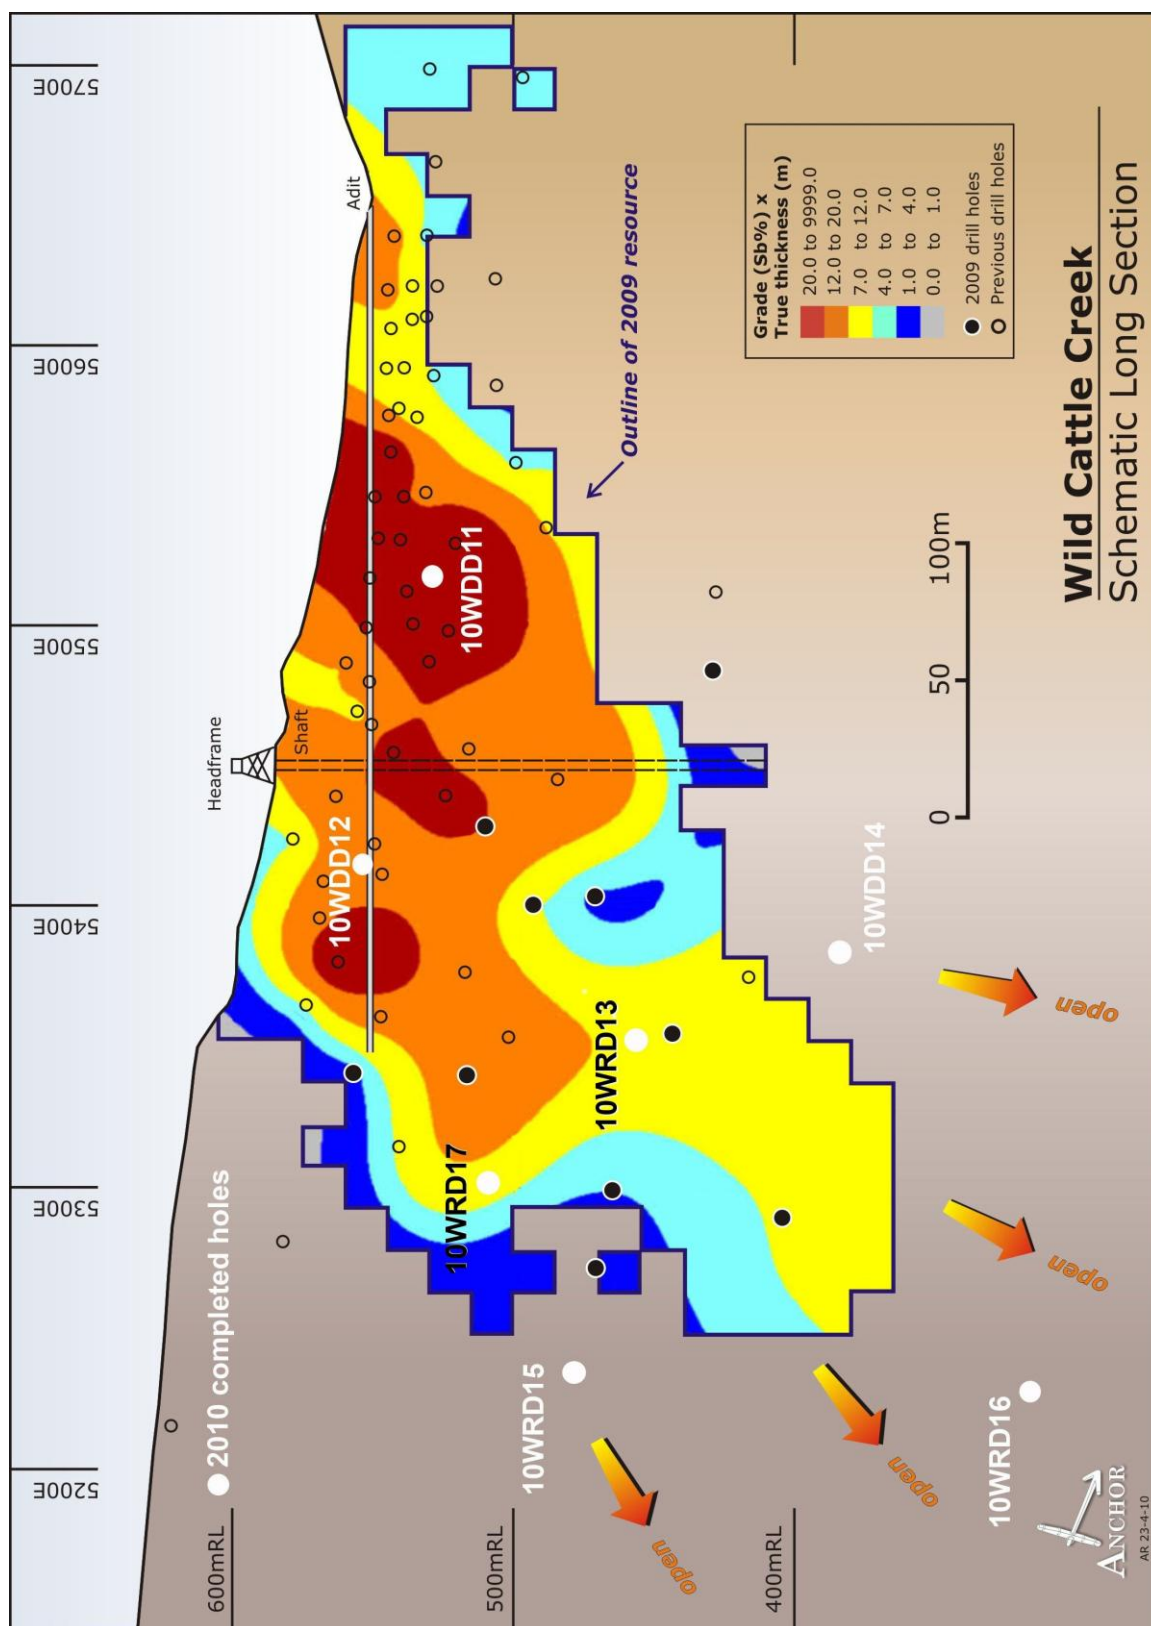 5200E
5300E
5400E
5500E
5600E
5700E
600mRL
500mRL
400mRL
2010 completed holes
Headframe
Shaft
Adit
10WDD12
10WDD11
10WRD17
10WRD13
10WRD15
10WDD14
10WRD16
Outline of 2009 resource
open
open
open
open
Grade (Sb%) x
True thickness (m)
20.0 to 9999.0
12.0 to 20.0
7.0 to 12.0
4.0 to 7.0
1.0 to 4.0
0.0 to 1.0
2009 drill holes
Previous drill holes
0 50 100m
Wild Cattle Creek
Schematic Long Section
ANCHOR
AR 23-4-10